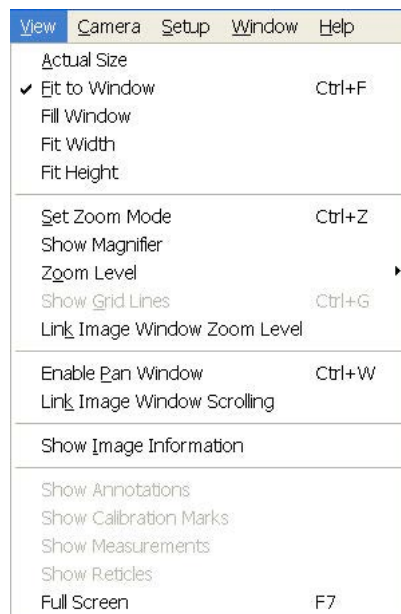 View Camera Setup Window Help
Actual Size
✓ Fit to Window Ctrl+F
Fill Window
Fit Width
Fit Height
Set Zoom Mode Ctrl+Z
Show Magnifier
Zoom Level
Show Grid Lines Ctrl+G
Link Image Window Zoom Level
Enable Pan Window Ctrl+W
Link Image Window Scrolling
Show Image Information
Show Annotations
Show Calibration Marks
Show Measurements
Show Reticles
Full Screen F7